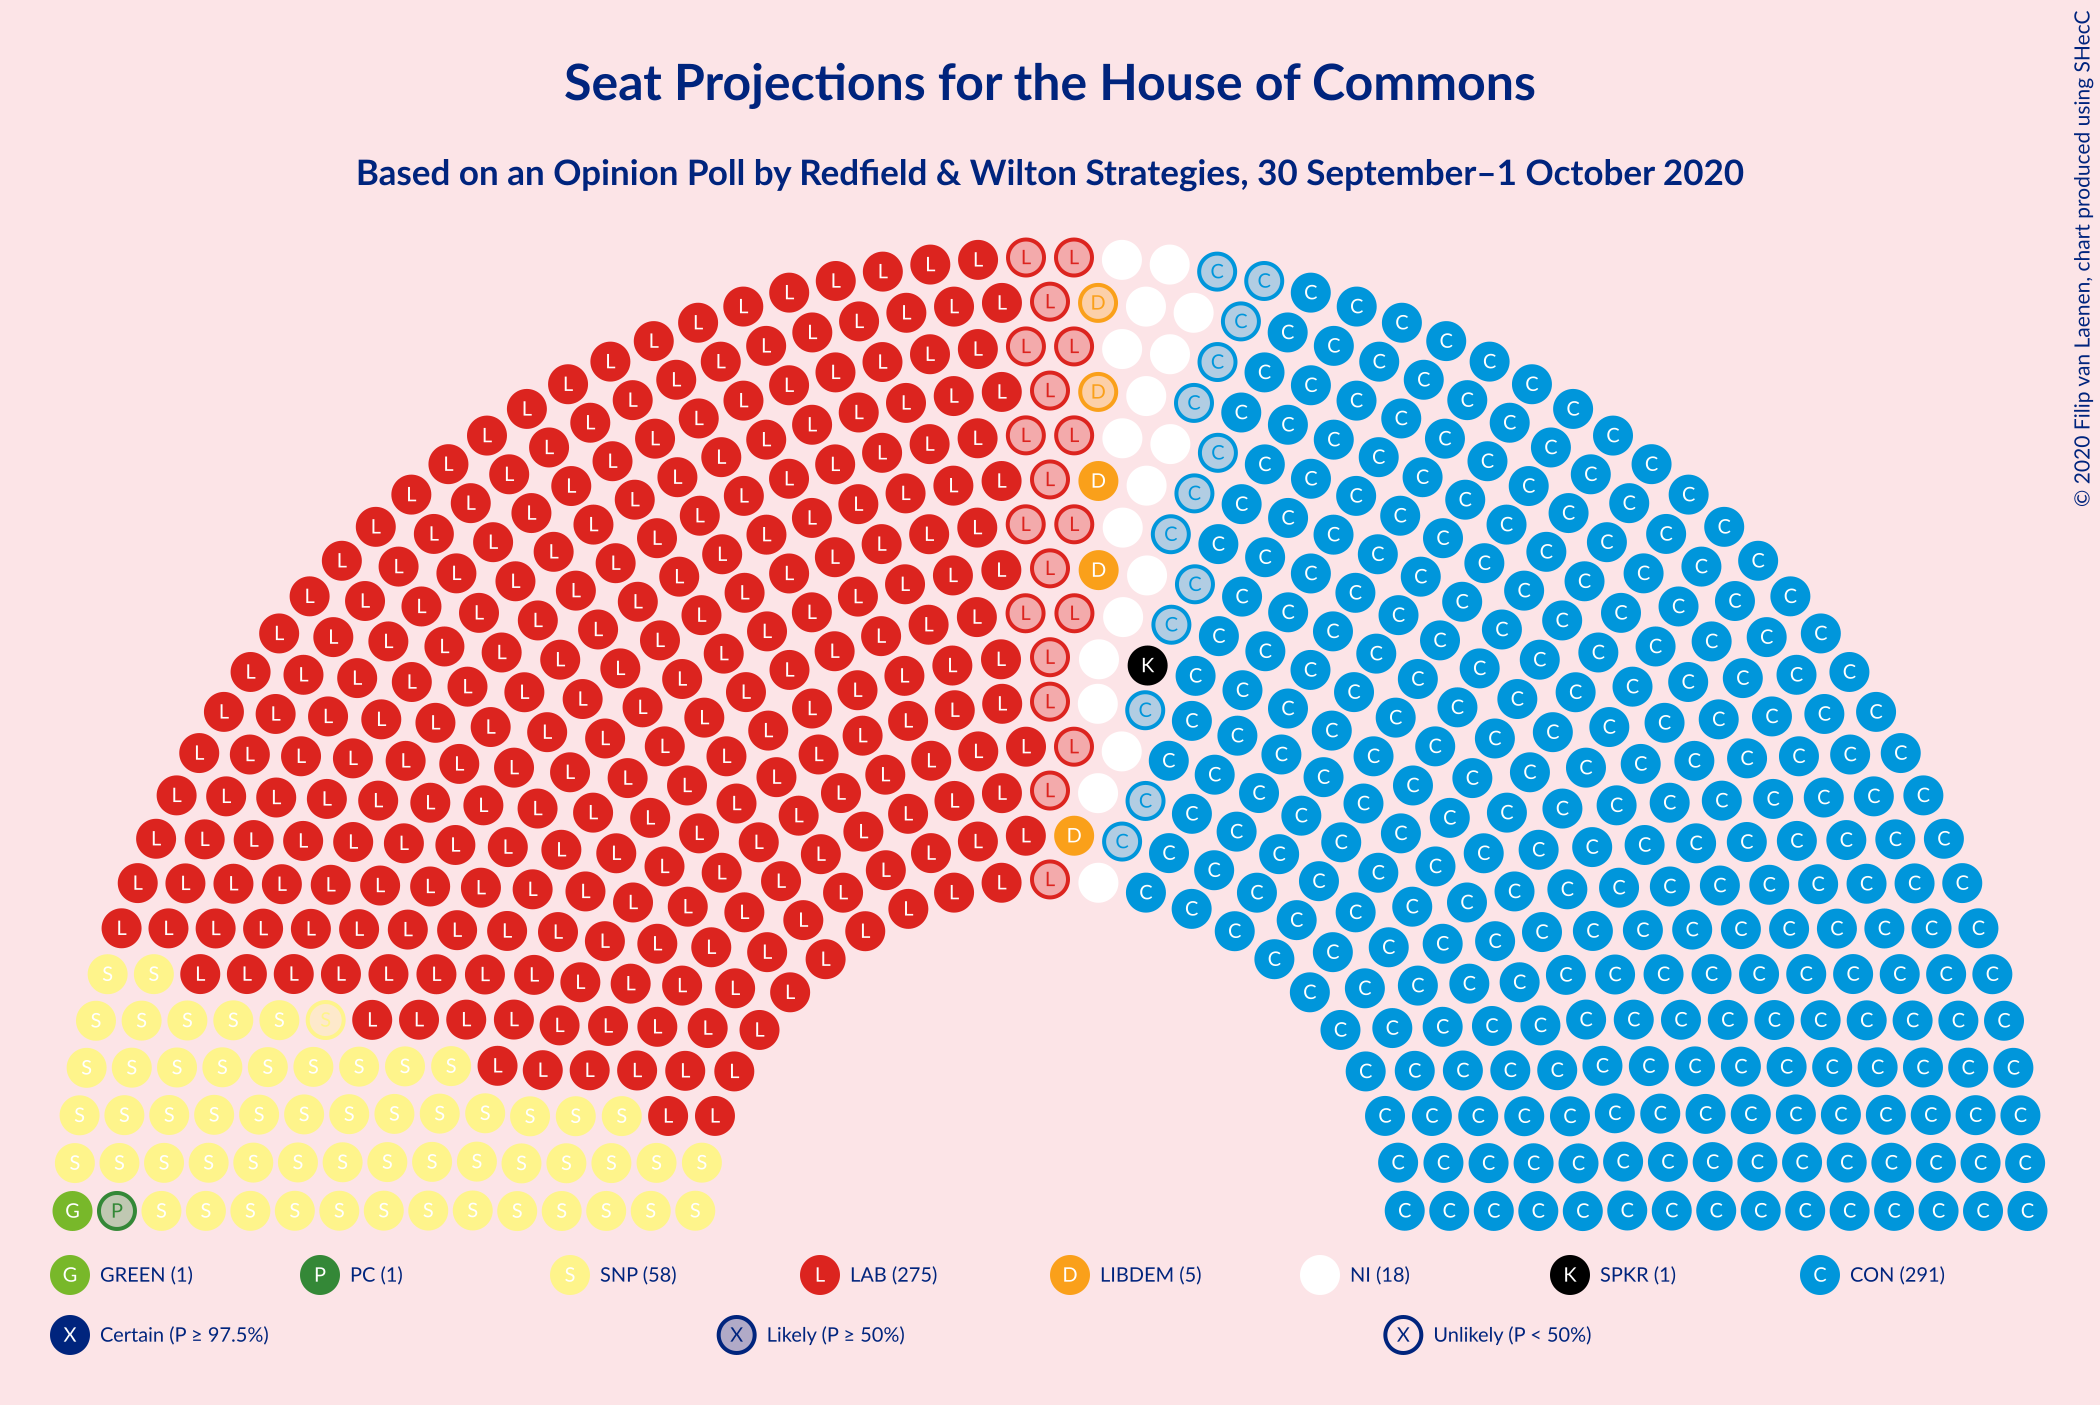 Seat Projections for the House of Commons
Based on an Opinion Poll by Redfield & Wilton Strategies, 30 September–1 October 2020
© 2020 Filip van Laenen, chart produced using SHecC
G GREEN (1)
P PC (1)
S SNP (58)
L LAB (275)
D LIBDEM (5)
NI (18)
K SPKR (1)
C CON (291)
X Certain (P ≥ 97.5%)
X Likely (P ≥ 50%)
X Unlikely (P < 50%)